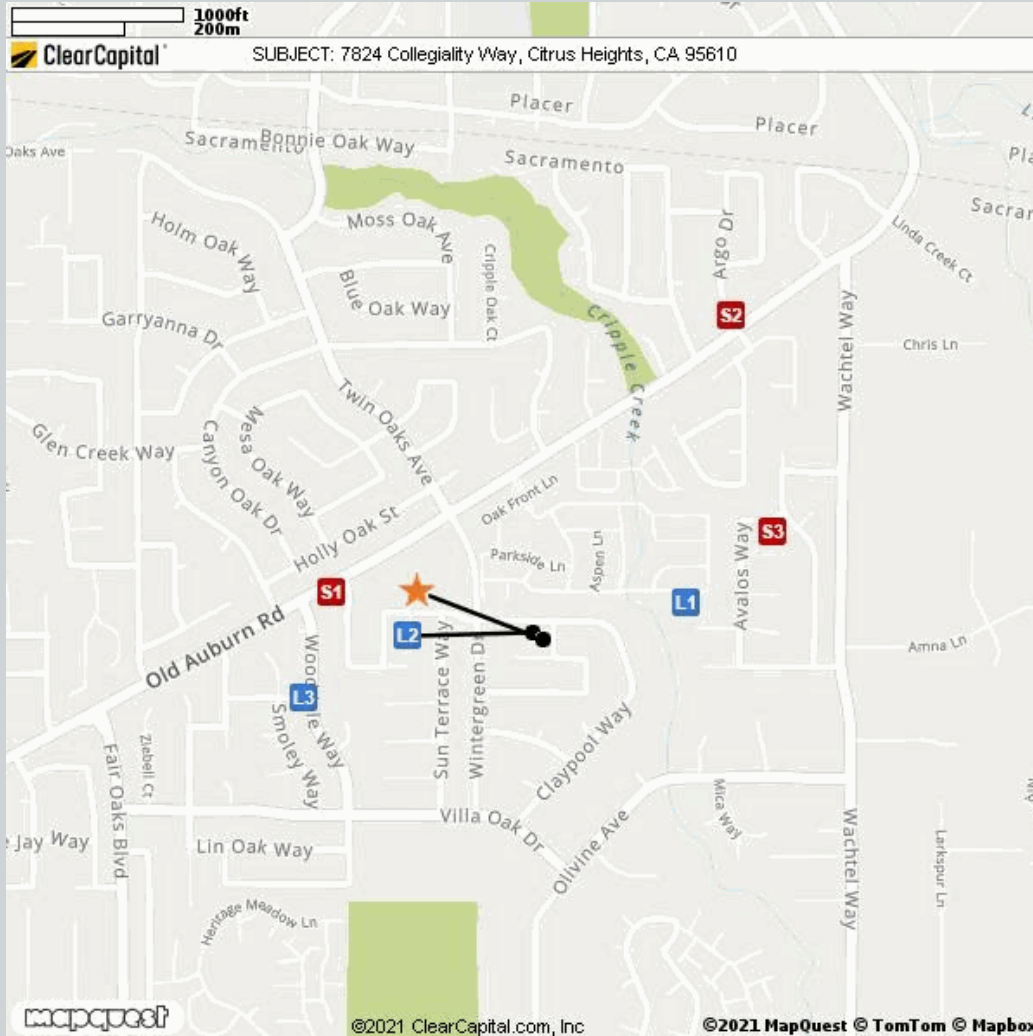 1000ft
200m
ClearCapital
SUBJECT: 7824 Collegiality Way, Citrus Heights, CA 95610
Placer
Placer
Sacramento
Bonnie Oak Way
Sacramento
Oaks Ave
Moss Oak Ave
Holm Oak Way
Cripple Oak Ct
Argo Dr
Linda Creek Ct
Blue Oak Way
Garryanna Dr
S2
Cripple Creek
Wachtel Way
Chris Ln
Twin Oaks Ave
Mesa Oak Way
Canyon Oak Dr
Glen Creek Way
Oak Front Ln
Holly Oak St
Parkside Ln
Aspen Ln
Avalos Way
S3
S1
L1
L2
Old Auburn Rd
Amna Ln
L3
Smoley Way
Sun Terrace Way
Wintergreen Dr
Claypool Way
Ziebell Ct
Fair Oaks Blvd
Villa Oak Dr
Olivine Ave
Mica Way
Wachtel Way
Larkspur Ln
Jay Way
Lin Oak Way
Heritage Meadow Ln
mapquest
©2021 ClearCapital.com, Inc
©2021 MapQuest © TomTom © Mapbo